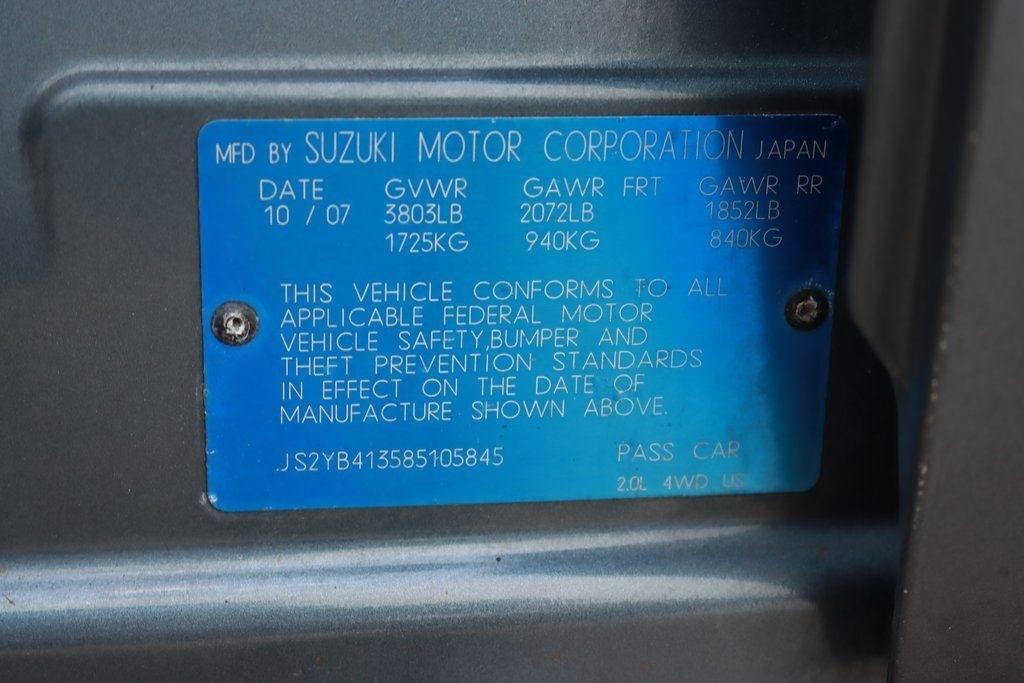 MFD BY SUZUKI MOTOR CORPORATION JAPAN
DATE GVWR GAWR FRT GAWR RR
10 / 07 3803LB 2072LB 1852LB
1725KG 940KG 840KG
THIS VEHICLE CONFORMS TO ALL
APPLICABLE FEDERAL MOTOR
VEHICLE SAFETY,BUMPER AND
THEFT PREVENTION STANDARDS
IN EFFECT ON THE DATE OF
MANUFACTURE SHOWN ABOVE.
JS2YB413585105845 PASS CAR
2.0L 4WD US